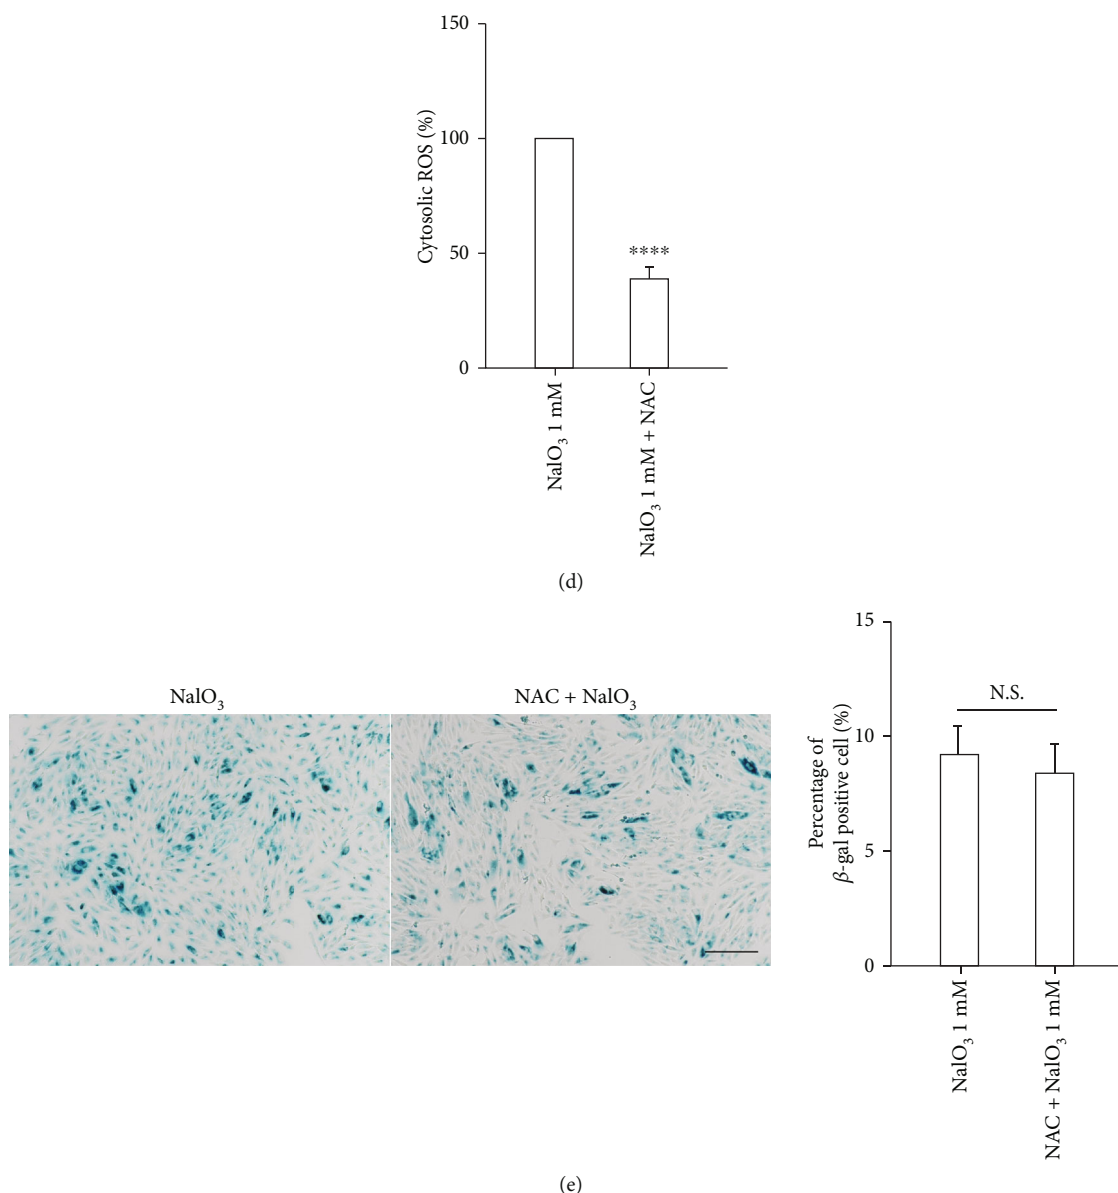 150
100
50
0
Cytosolic ROS (%)
****
NaIO3 1 mM
NaIO3 1 mM + NAC
(d)
NaIO3
NAC + NaIO3
15
10
5
0
Percentage of
β-gal positive cell (%)
N.S.
NaIO3 1 mM
NAC + NaIO3 1 mM
(e)